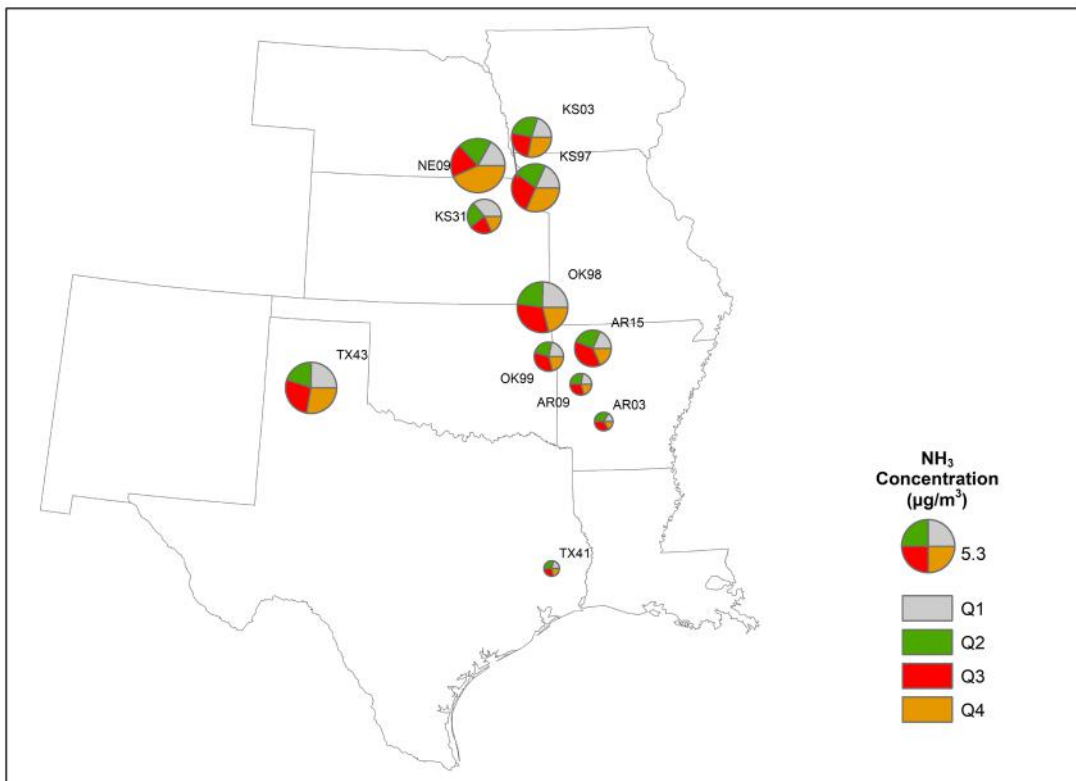 KS03
KS97
NE09
KS31
OK98
AR15
TX43
OK99
AR09
AR03
TX41
NH₃
Concentration
(µg/m³)
5.3
Q1
Q2
Q3
Q4